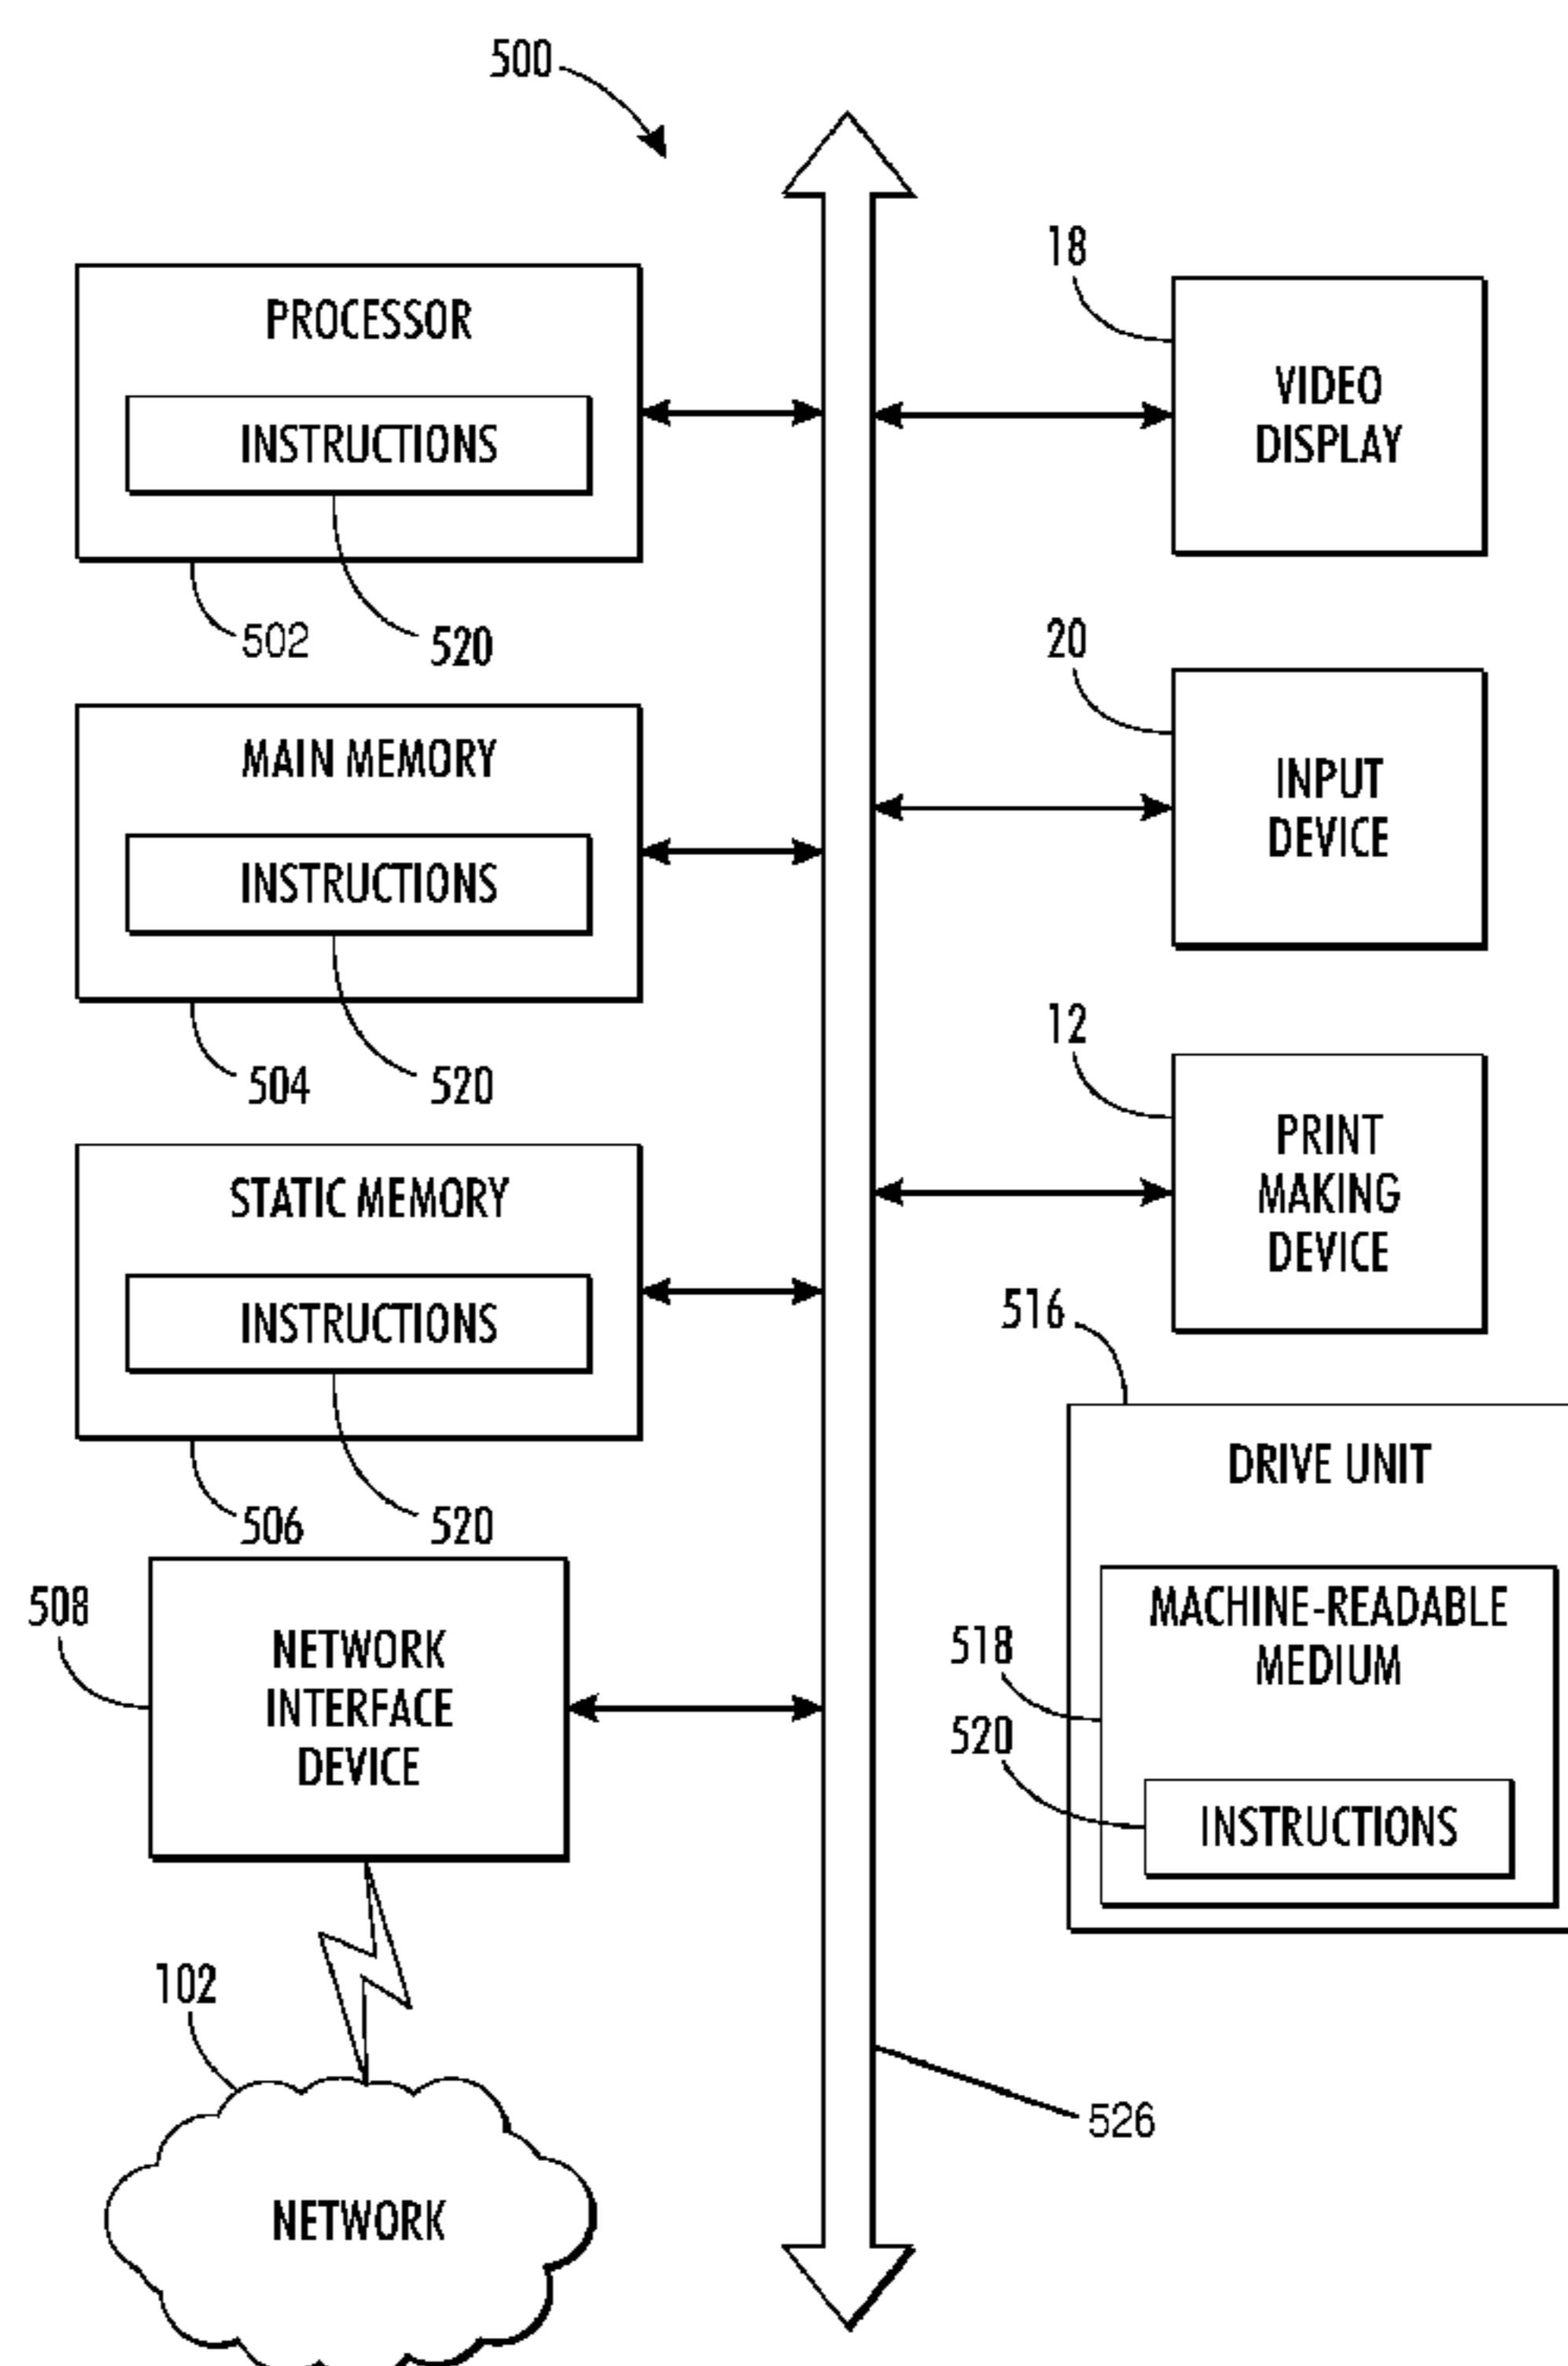 500
PROCESSOR
INSTRUCTIONS
502
520
MAIN MEMORY
INSTRUCTIONS
504
520
STATIC MEMORY
INSTRUCTIONS
506
520
508
NETWORK
INTERFACE
DEVICE
102
NETWORK
18
VIDEO
DISPLAY
20
INPUT
DEVICE
12
PRINT
MAKING
DEVICE
516
DRIVE UNIT
MACHINE-READABLE
MEDIUM
518
520
INSTRUCTIONS
526